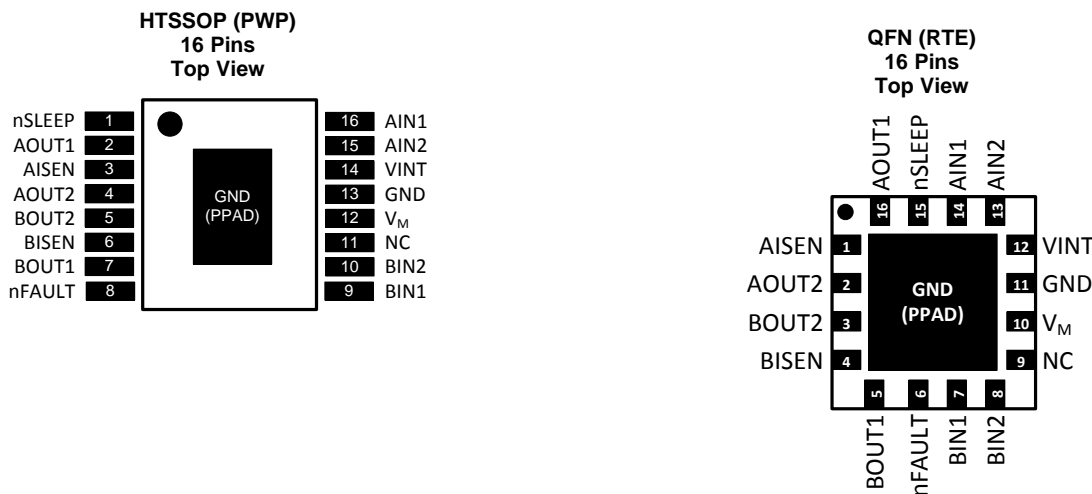 HTSSOP (PWP)
16 Pins
Top View
nSLEEP 1
AOUT1 2
AISEN 3
AOUT2 4
BOUT2 5
BISEN 6
BOUT1 7
nFAULT 8
GND
(PPAD)
16 AIN1
15 AIN2
14 VINT
13 GND
12 VM
11 NC
10 BIN2
9 BIN1
QFN (RTE)
16 Pins
Top View
AOUT1 nSLEEP AIN1 AIN2
16 15 14 13
AISEN 1
AOUT2 2
BOUT2 3
BISEN 4
GND
(PPAD)
12 VINT
11 GND
10 VM
9 NC
5 6 7 8
BOUT1 nFAULT BIN1 BIN2